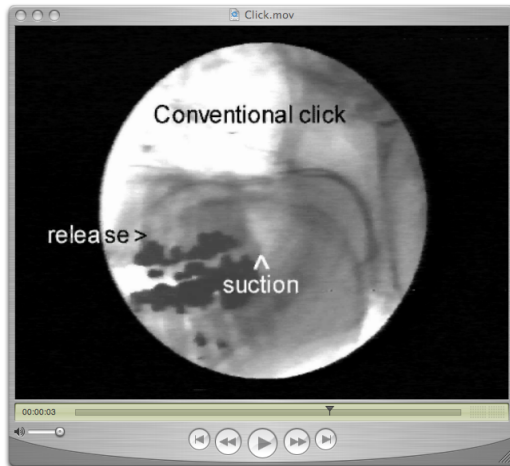 Click.mov
Conventional click
release >
^
suction
00:00:03